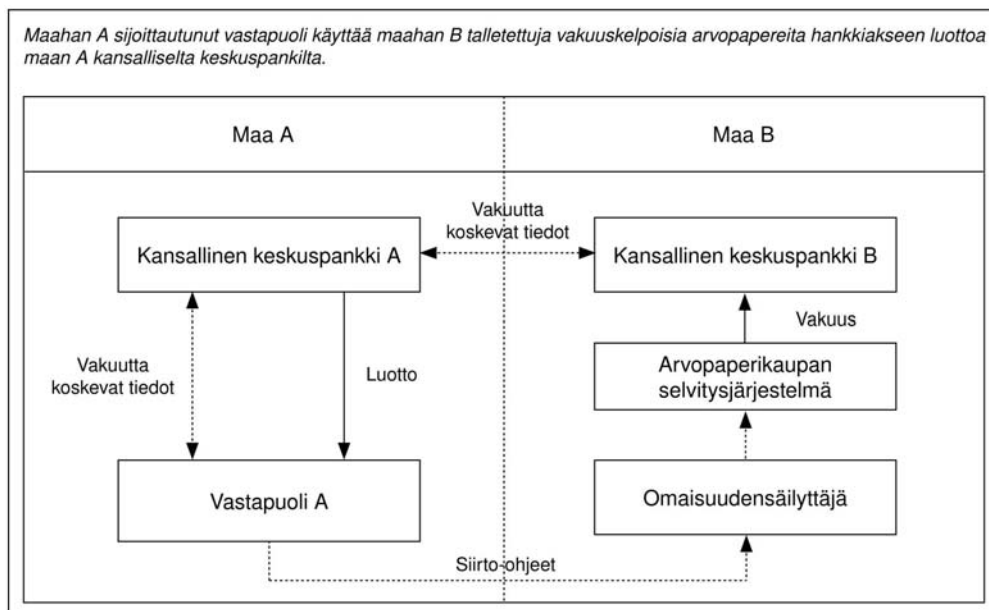 Maahan A sijoittautunut vastapuoli käyttää maahan B talletettuja vakuuskelpoisia arvopapereita hankkiakseen luottoa
maan A kansalliselta keskuspankilta.
Maa A
Maa B
Vakuutta
koskevat tiedot
Kansallinen keskuspankki A
Kansallinen keskuspankki B
Vakuus
Vakuutta
koskevat tiedot
Luotto
Arvopaperikaupan
selvitysjärjestelmä
Vastapuoli A
Omaisuudensäilyttäjä
Siirto-ohjeet